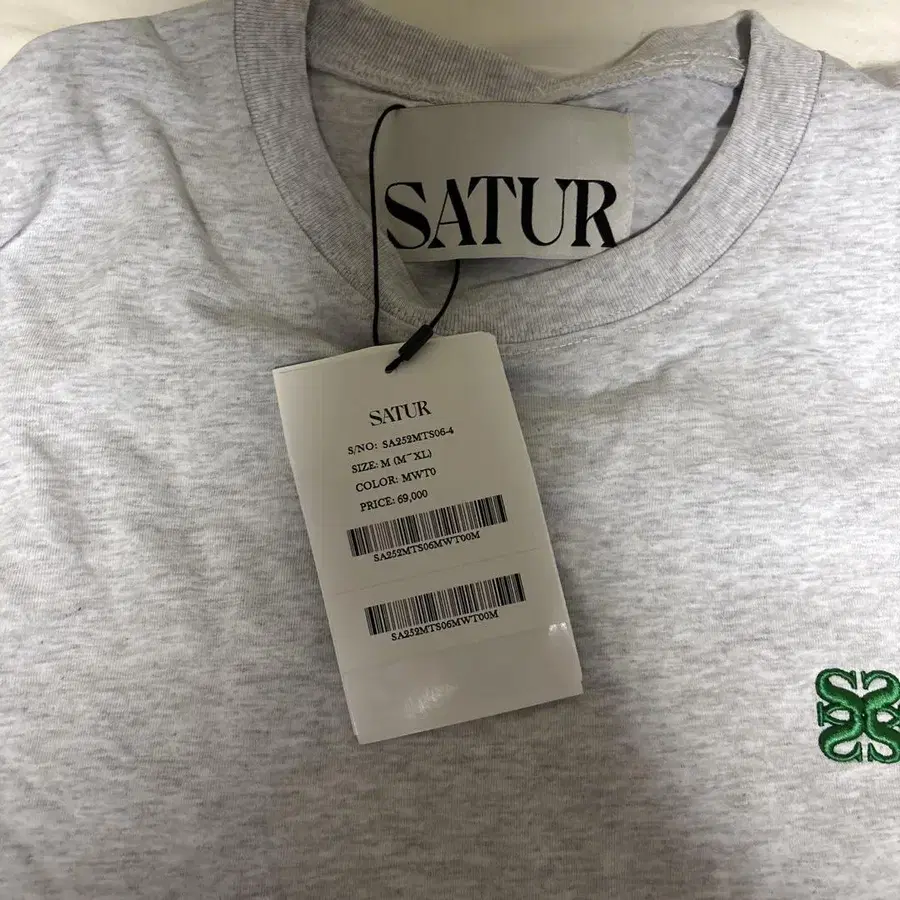 SATUR
SATUR
S/NO: SA252MTS06-4
SIZE: M (M~XL)
COLOR: MWT0
PRICE: 69,000
SA252MTS06MWT00M
SA252MTS06MWT00M